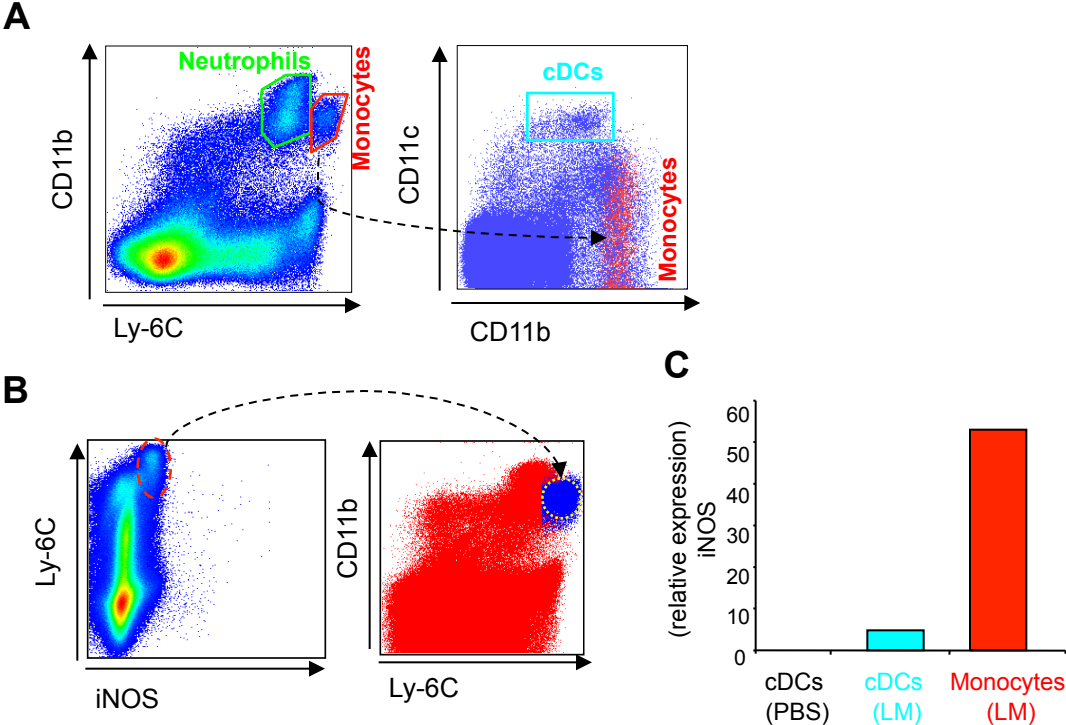 A
Neutrophils
Monocytes
CD11b
Ly-6C
cDCs
CD11c
Monocytes
CD11b
B
Ly-6C
iNOS
CD11b
Ly-6C
C
(relative expression)
iNOS
60
50
40
30
20
10
0
cDCs
(PBS)
cDCs
(LM)
Monocytes
(LM)